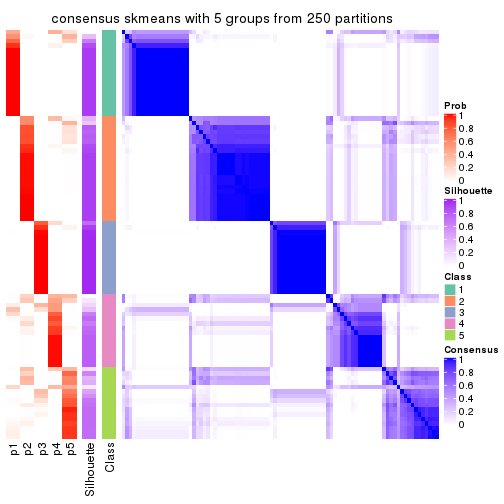 consensus skmeans with 5 groups from 250 partitions
Prob
1
0.8
0.6
0.4
0.2
0
Silhouette
1
0.8
0.6
0.4
0.2
0
Class
1
2
3
4
5
Consensus
1
0.8
0.6
0.4
0.2
0
p1
p2
p3
p4
p5
Silhouette
Class